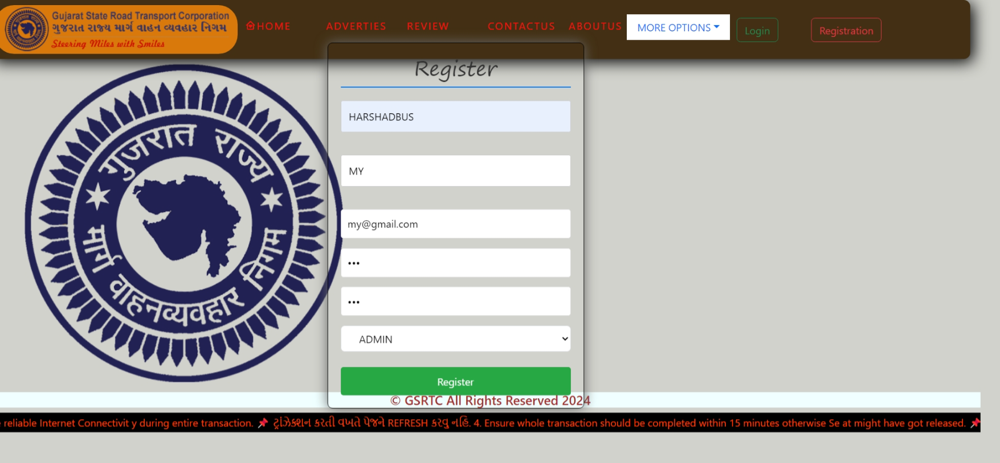 Gujarat State Road Transport Corporation
ગુજરાત રાજ્ય માર્ગ વાહન વ્યવહાર નિગમ
Steering Miles with Smiles
HOME
ADVERTIES
REVIEW
CONTACTUS
ABOUTUS
MORE OPTIONS
Login
Registration
Register
गुजरात राज्य
मार्ग वाहनव्यवहार निगम
HARSHADBUS
MY
my@gmail.com
•••
•••
ADMIN
Register
© GSRTC All Rights Reserved 2024
reliable Internet Connectivit y during entire transaction. 📌 ટ્રાંઝેક્શન કરતી વખતે પેજને REFRESH કરવુ નહિ. 4. Ensure whole transaction should be completed within 15 minutes otherwise Se at might have got released. 📌